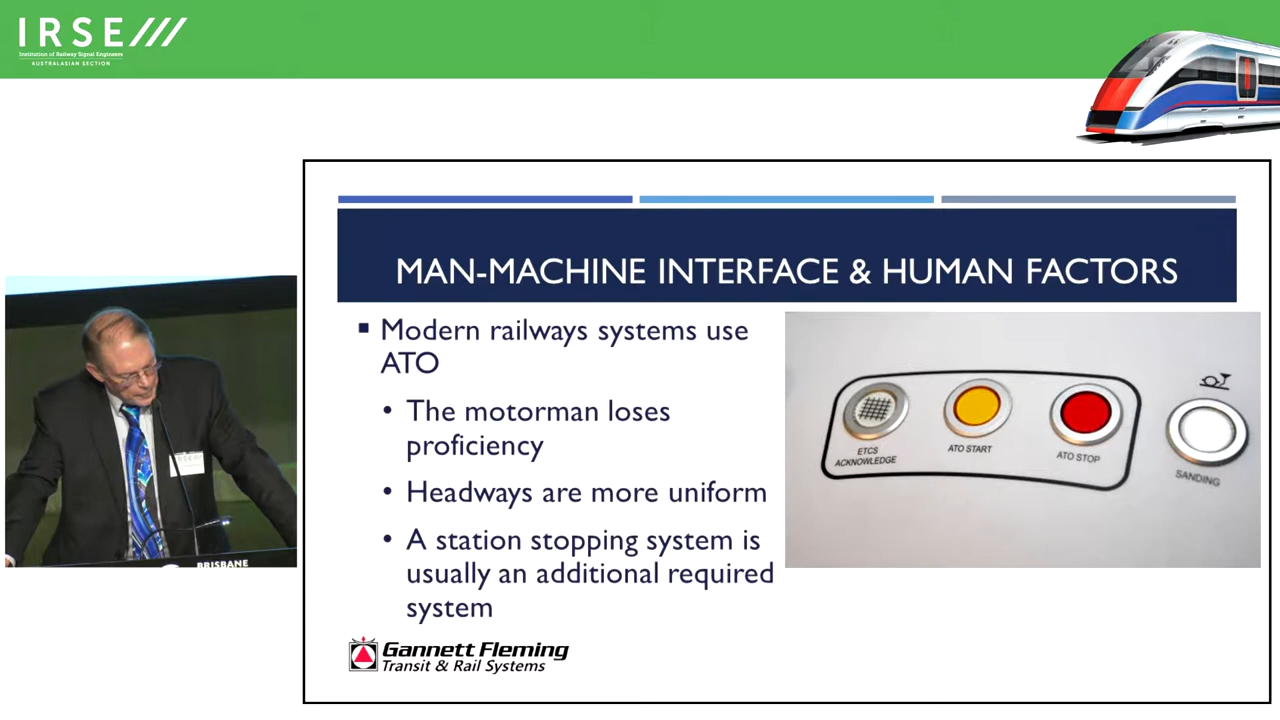 IRSE
Institution of Railway Signal Engineers
AUSTRALASIAN SECTION
MAN-MACHINE INTERFACE & HUMAN FACTORS
▪ Modern railways systems use
ATO
• The motorman loses
proficiency
• Headways are more uniform
• A station stopping system is
usually an additional required
system
ETCS
ACKNOWLEDGE
ATO START
ATO STOP
SANDING
BRISBANE
Gannett Fleming
Transit & Rail Systems